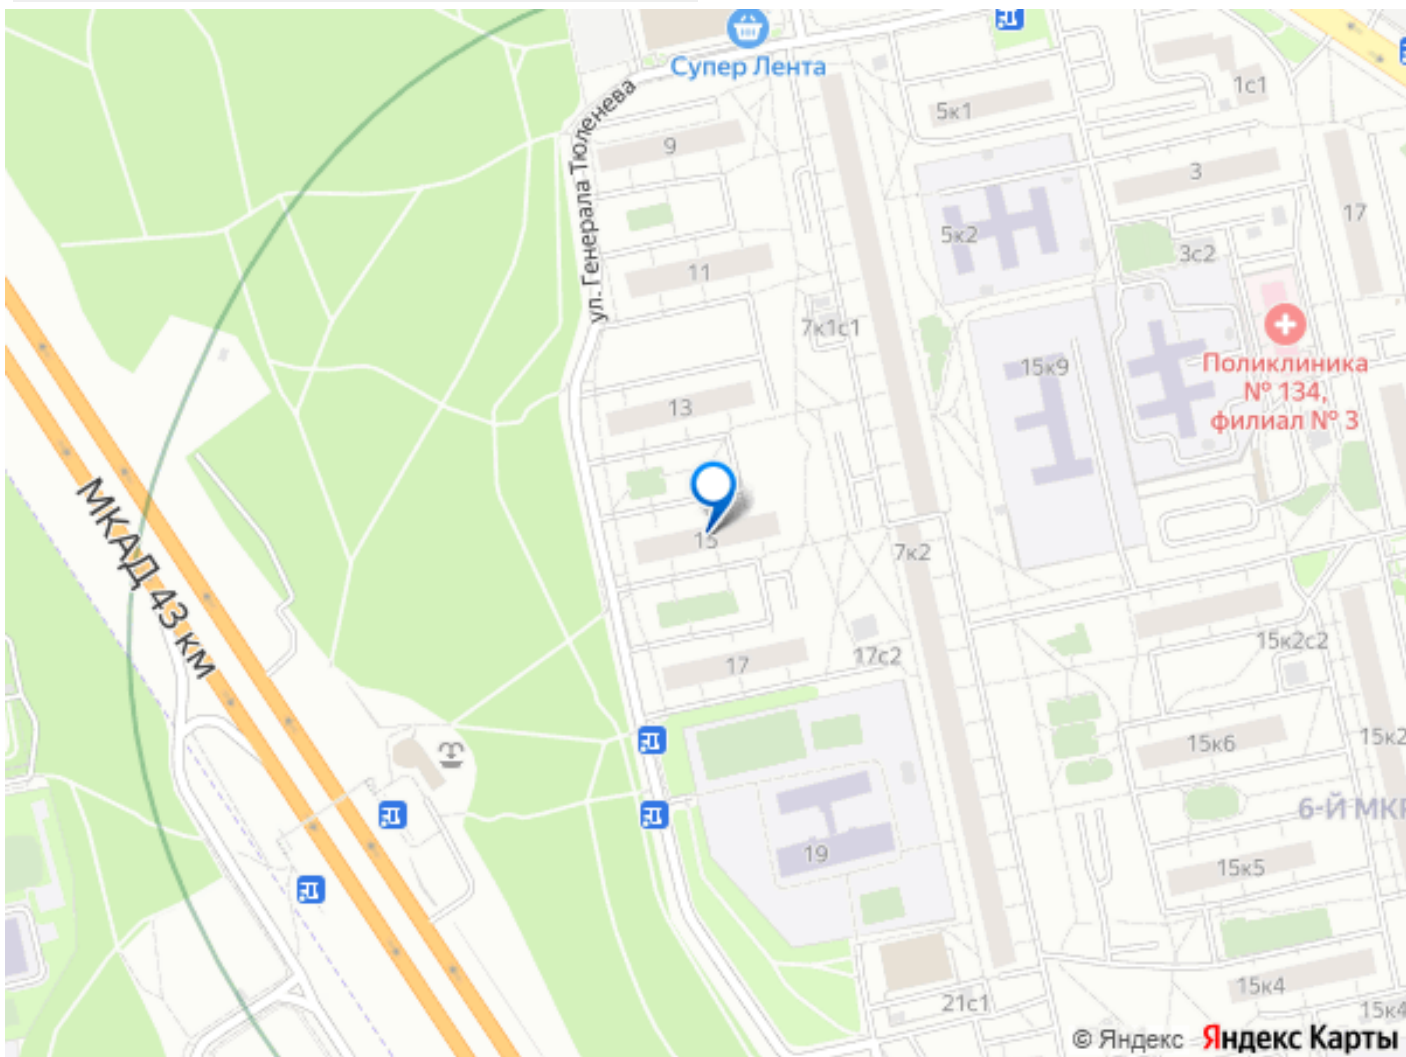 Супер Лента
1с1
5к1
ул. Генерала Тюленева
9
3
17
5к2
3с2
11
7к1с1
15к9
Поликлиника
№ 134,
филиал № 3
13
15
7к2
МКАД 43 км
15к2с2
17
17с2
15к6
15к2
6-Й МКР
19
15к5
15к4
21с1
15к4
© Яндекс Яндекс Карты